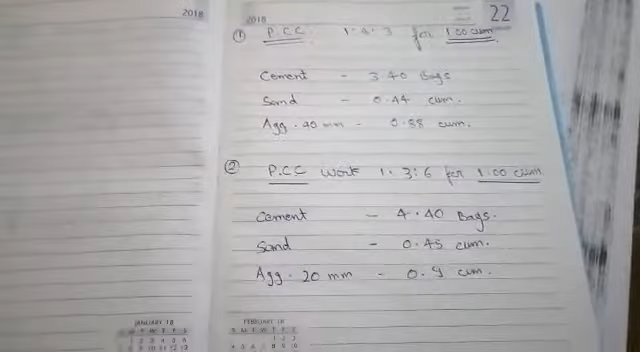 2018
2018
22
① P.C.C. 1:4:3 for 1.00 cum
Cement - 3.40 Bags
Sand - 0.44 cum.
Agg. 40 mm - 0.88 cum.
② P.C.C work 1:3:6 for 1.00 cum
Cement - 4.40 Bags.
Sand - 0.45 cum.
Agg. 20 mm - 0.9 cum.
JANUARY 18
FEBRUARY 18